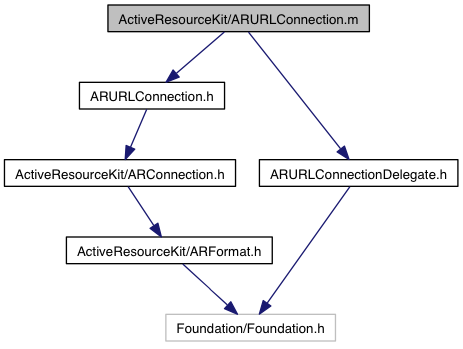 ActiveResourceKit/ARURLConnection.m
ARURLConnection.h
ActiveResourceKit/ARConnection.h
ARURLConnectionDelegate.h
ActiveResourceKit/ARFormat.h
Foundation/Foundation.h